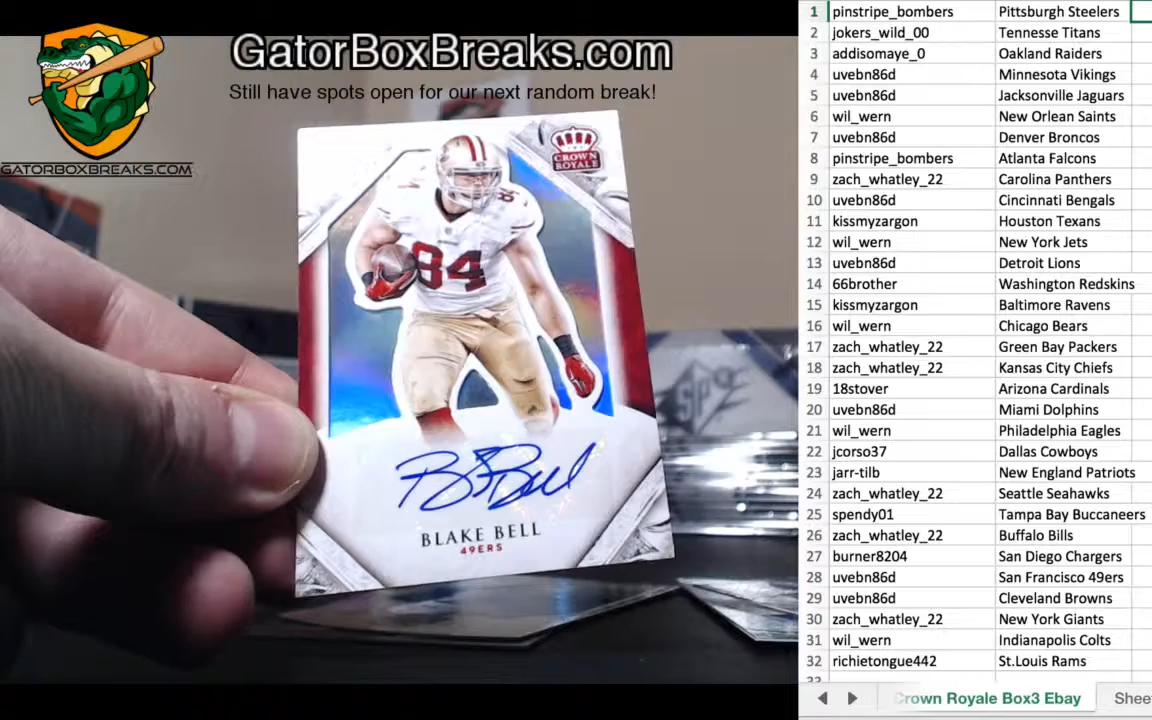 GatorBoxBreaks.com
Still have spots open for our next random break!
GATORBOXBREAKS.COM
CROWN
ROYALE
84
84
BLAKE BELL
49ERS
1 pinstripe_bombers Pittsburgh Steelers
2 jokers_wild_00 Tennesse Titans
3 addisomaye_0 Oakland Raiders
4 uvebn86d Minnesota Vikings
5 uvebn86d Jacksonville Jaguars
6 wil_wern New Orlean Saints
7 uvebn86d Denver Broncos
8 pinstripe_bombers Atlanta Falcons
9 zach_whatley_22 Carolina Panthers
10 uvebn86d Cincinnati Bengals
11 kissmyzargon Houston Texans
12 wil_wern New York Jets
13 uvebn86d Detroit Lions
14 66brother Washington Redskins
15 kissmyzargon Baltimore Ravens
16 wil_wern Chicago Bears
17 zach_whatley_22 Green Bay Packers
18 zach_whatley_22 Kansas City Chiefs
19 18stover Arizona Cardinals
20 uvebn86d Miami Dolphins
21 wil_wern Philadelphia Eagles
22 jcorso37 Dallas Cowboys
23 jarr-tilb New England Patriots
24 zach_whatley_22 Seattle Seahawks
25 spendy01 Tampa Bay Buccaneers
26 zach_whatley_22 Buffalo Bills
27 burner8204 San Diego Chargers
28 uvebn86d San Francisco 49ers
29 uvebn86d Cleveland Browns
30 zach_whatley_22 New York Giants
31 wil_wern Indianapolis Colts
32 richietongue442 St.Louis Rams
Crown Royale Box3 Ebay Shee